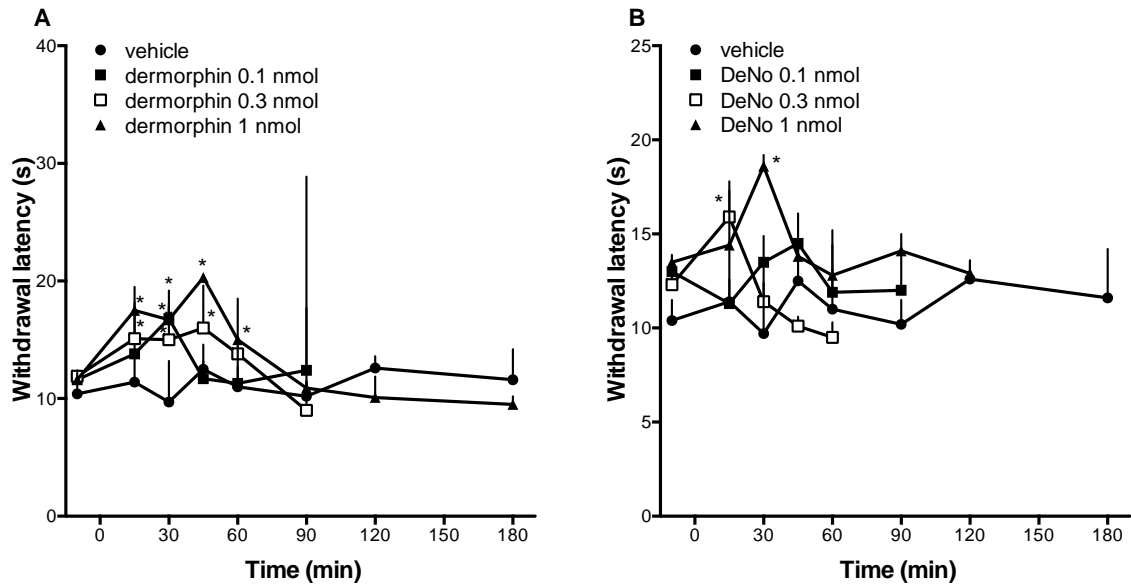 A
vehicle
dermorphin 0.1 nmol
dermorphin 0.3 nmol
dermorphin 1 nmol
Withdrawal latency (s)
40
30
20
10
0
* * * * * * * * *
0 30 60 90 120 150 180
Time (min)
B
vehicle
DeNo 0.1 nmol
DeNo 0.3 nmol
DeNo 1 nmol
Withdrawal latency (s)
25
20
15
10
5
0
* *
0 30 60 90 120 150 180
Time (min)